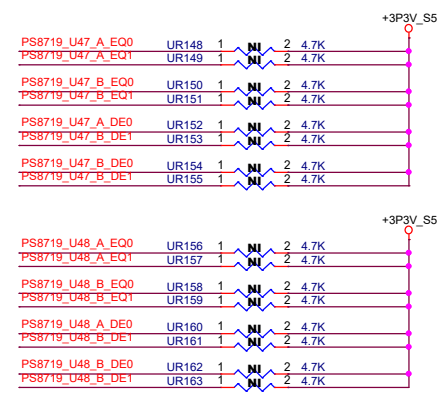 +3P3V_S5
PS8719_U47_A_EQ0 UR148 1 NI 2 4.7K
PS8719_U47_A_EQ1 UR149 1 NI 2 4.7K
PS8719_U47_B_EQ0 UR150 1 NI 2 4.7K
PS8719_U47_B_EQ1 UR151 1 NI 2 4.7K
PS8719_U47_A_DE0 UR152 1 NI 2 4.7K
PS8719_U47_B_DE1 UR153 1 NI 2 4.7K
PS8719_U47_B_DE0 UR154 1 NI 2 4.7K
PS8719_U47_B_DE1 UR155 1 NI 2 4.7K
+3P3V_S5
PS8719_U48_A_EQ0 UR156 1 NI 2 4.7K
PS8719_U48_A_EQ1 UR157 1 NI 2 4.7K
PS8719_U48_B_EQ0 UR158 1 NI 2 4.7K
PS8719_U48_B_EQ1 UR159 1 NI 2 4.7K
PS8719_U48_A_DE0 UR160 1 NI 2 4.7K
PS8719_U48_B_DE1 UR161 1 NI 2 4.7K
PS8719_U48_B_DE0 UR162 1 NI 2 4.7K
PS8719_U48_B_DE1 UR163 1 NI 2 4.7K